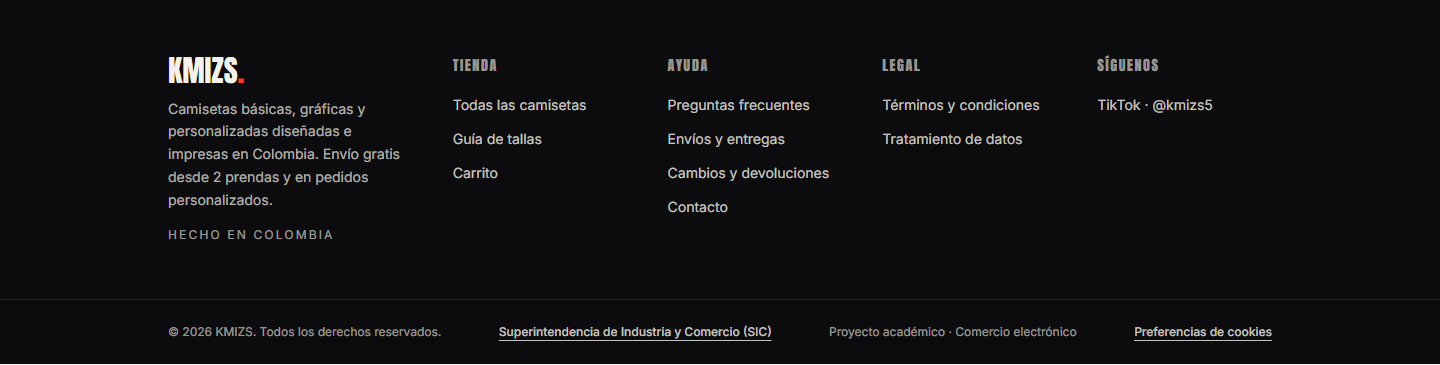 KMIZS.
Camisetas básicas, gráficas y
personalizadas diseñadas e
impresas en Colombia. Envío gratis
desde 2 prendas y en pedidos
personalizados.
HECHO EN COLOMBIA
TIENDA
Todas las camisetas
Guía de tallas
Carrito
AYUDA
Preguntas frecuentes
Envíos y entregas
Cambios y devoluciones
Contacto
LEGAL
Términos y condiciones
Tratamiento de datos
SÍGUENOS
TikTok · @kmizs5
© 2026 KMIZS. Todos los derechos reservados.
Superintendencia de Industria y Comercio (SIC)
Proyecto académico · Comercio electrónico
Preferencias de cookies